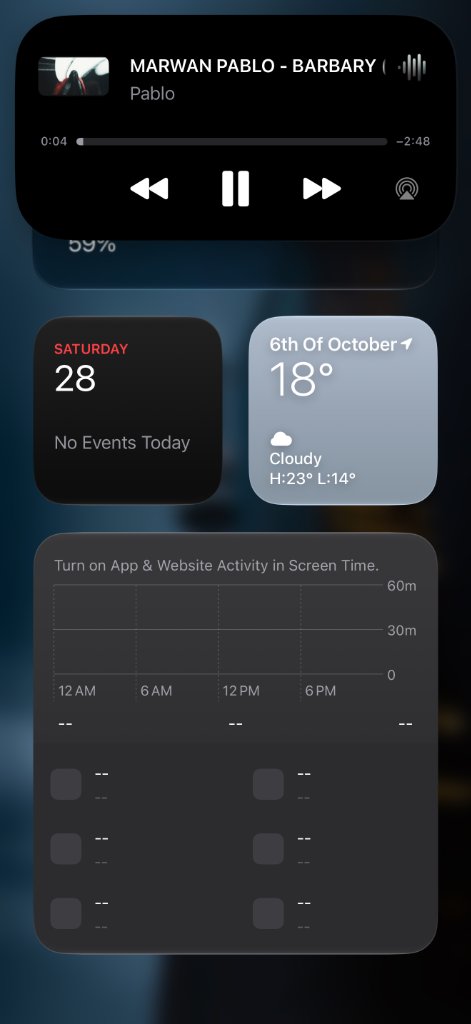 MARWAN PABLO - BARBARY (
Pablo
0:04
−2:48
59%
SATURDAY
28
No Events Today
6th Of October
18°
Cloudy
H:23° L:14°
Turn on App & Website Activity in Screen Time.
60m
30m
0
12 AM 6 AM 12 PM 6 PM
-- -- --
-- --
-- --
-- --
-- --
-- --
-- --